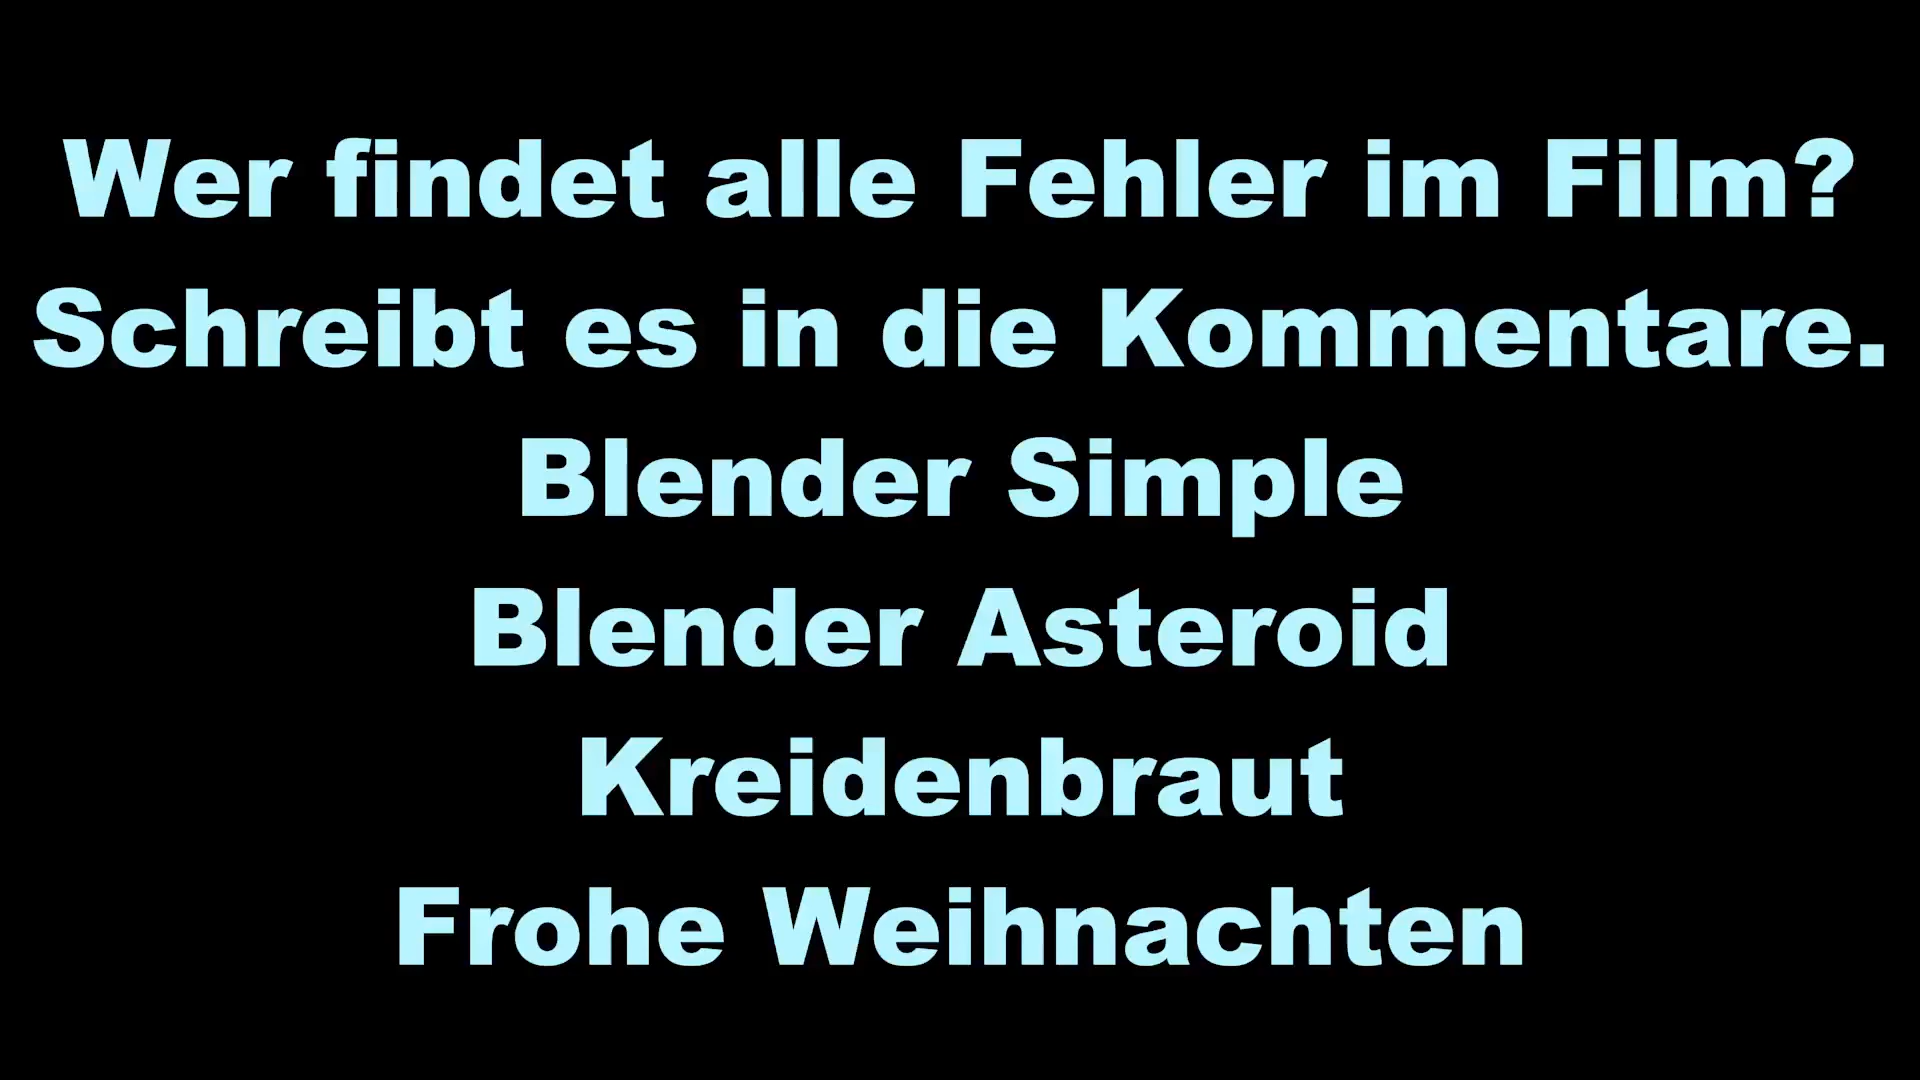 Wer findet alle Fehler im Film?
Schreibt es in die Kommentare.
Blender Simple
Blender Asteroid
Kreidenbraut
Frohe Weihnachten